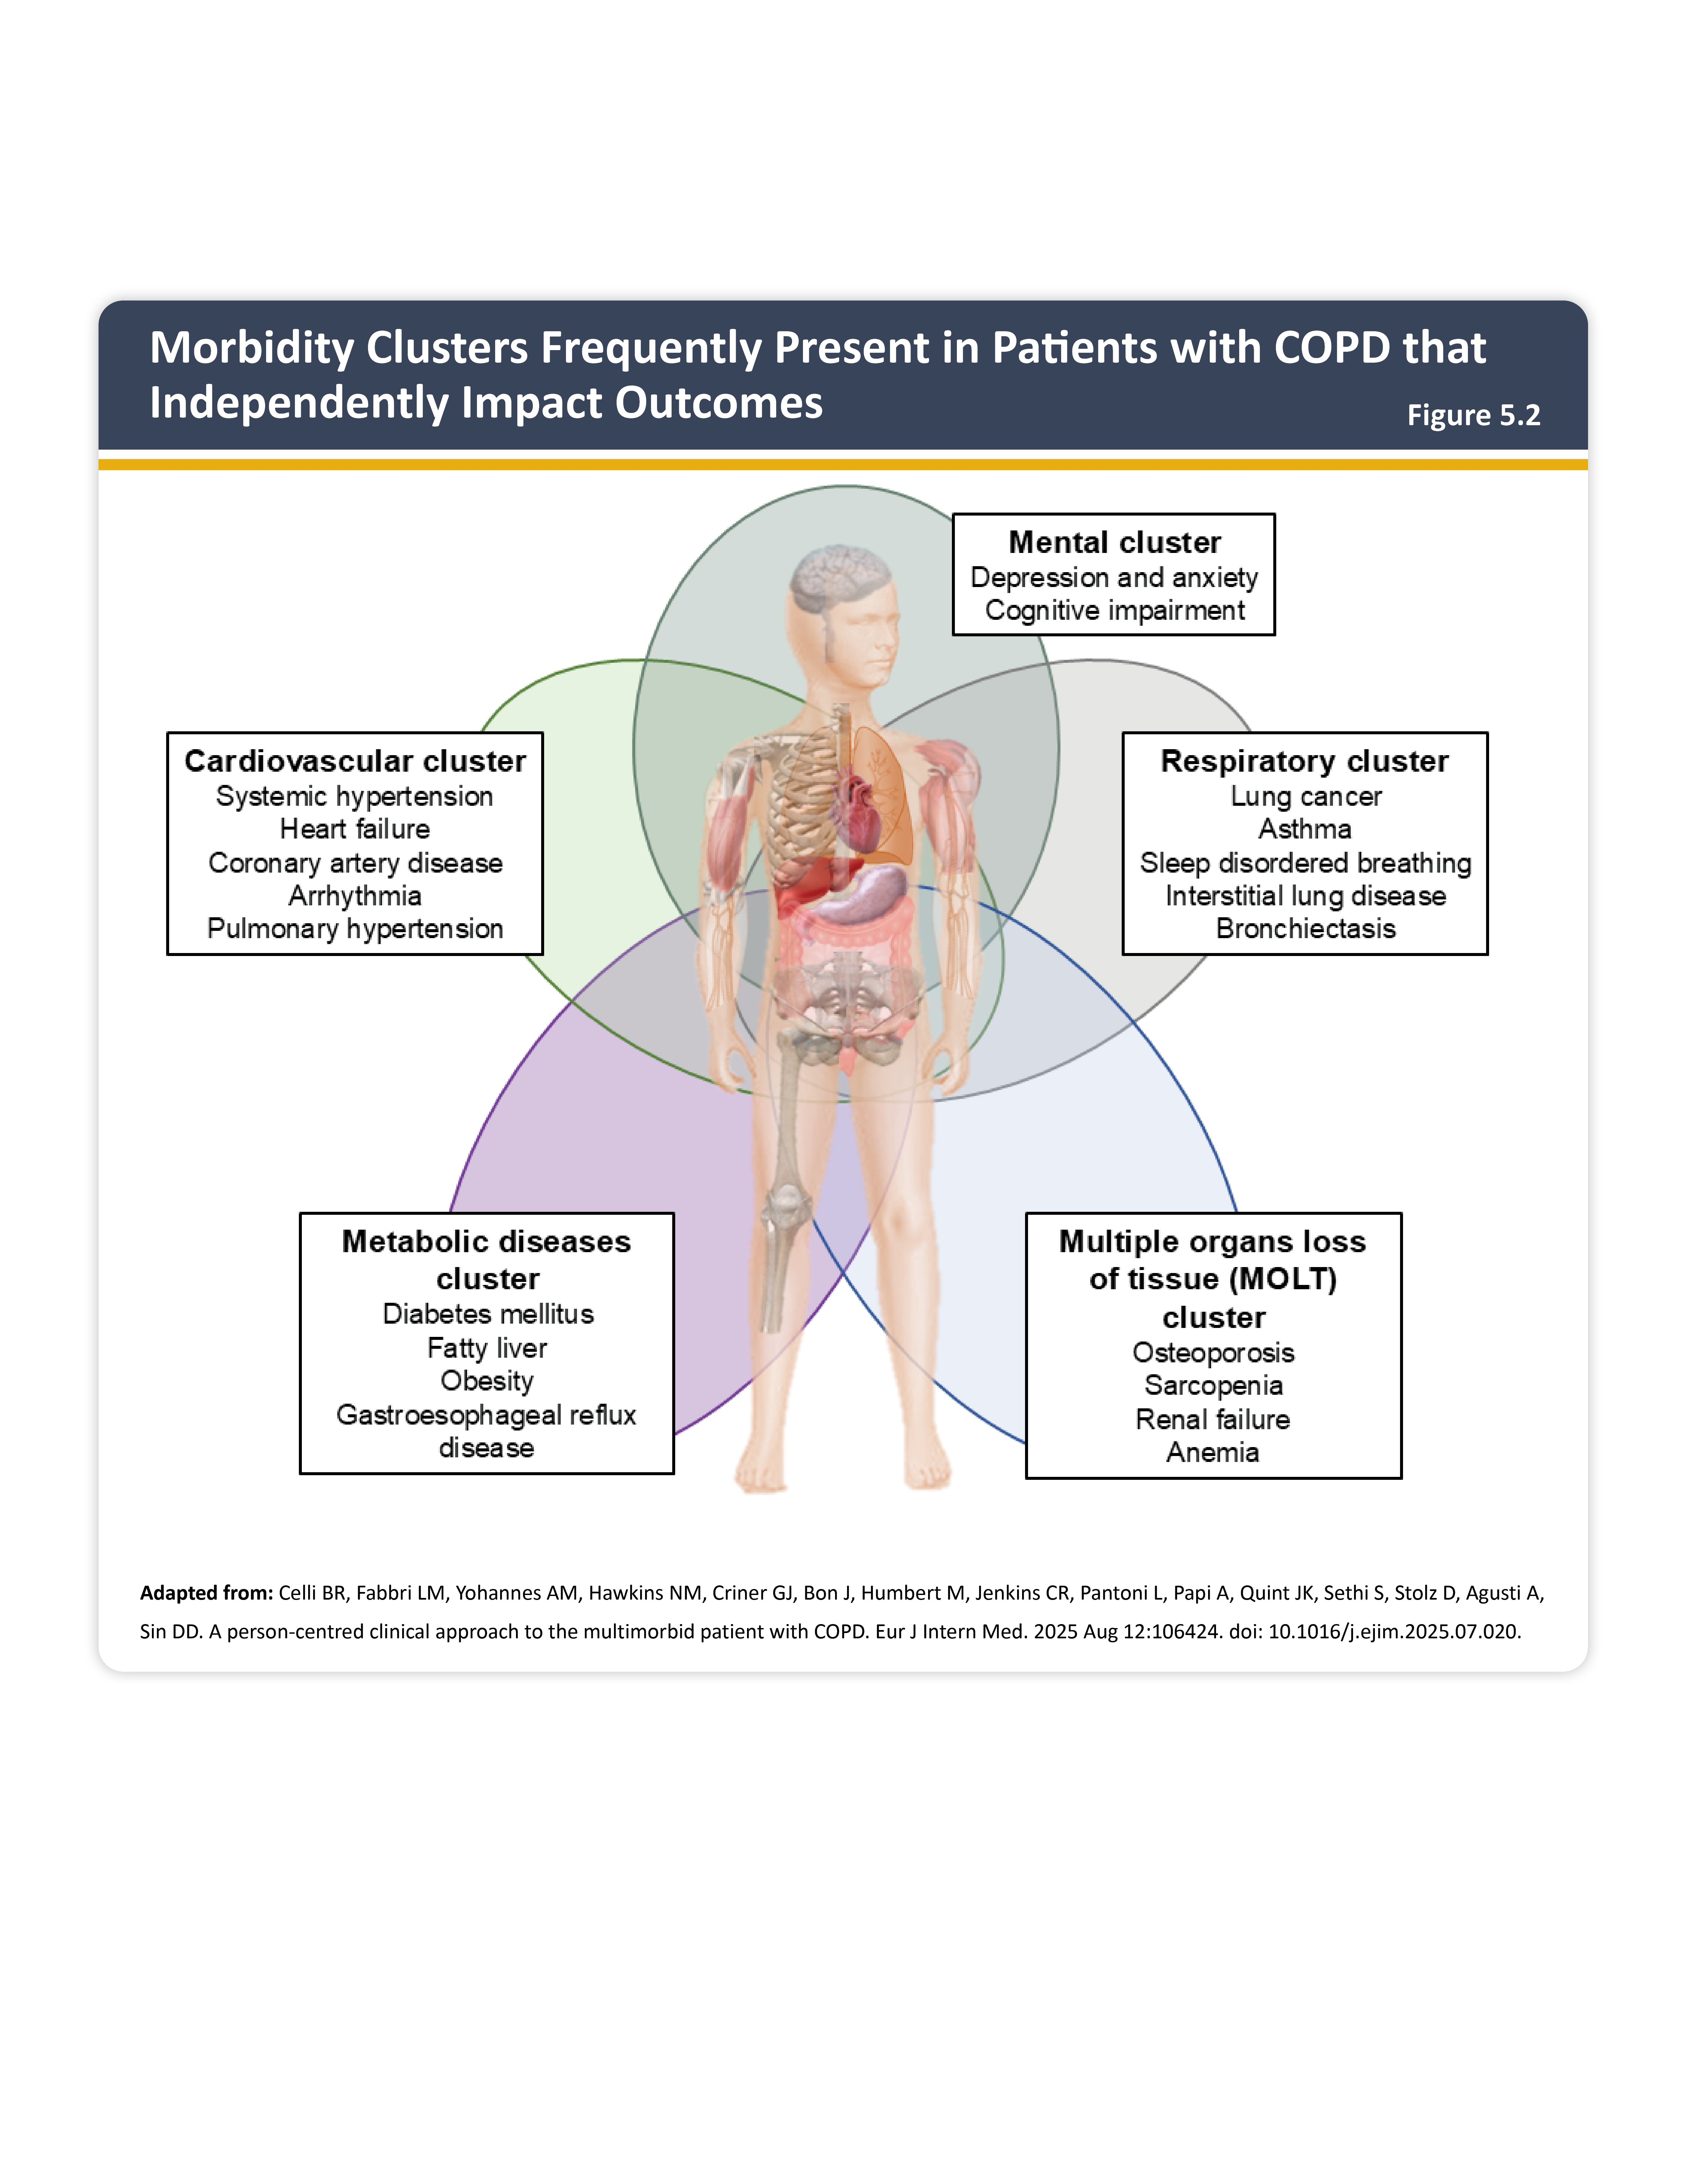 Morbidity Clusters Frequently Present in Patients with COPD that
Independently Impact Outcomes
Figure 5.2
Mental cluster
Depression and anxiety
Cognitive impairment
Cardiovascular cluster
Systemic hypertension
Heart failure
Coronary artery disease
Arrhythmia
Pulmonary hypertension
Respiratory cluster
Lung cancer
Asthma
Sleep disordered breathing
Interstitial lung disease
Bronchiectasis
Metabolic diseases
cluster
Diabetes mellitus
Fatty liver
Obesity
Gastroesophageal reflux
disease
Multiple organs loss
of tissue (MOLT)
cluster
Osteoporosis
Sarcopenia
Renal failure
Anemia
Adapted from: Celli BR, Fabbri LM, Yohannes AM, Hawkins NM, Criner GJ, Bon J, Humbert M, Jenkins CR, Pantoni L, Papi A, Quint JK, Sethi S, Stolz D, Agusti A,
Sin DD. A person-centred clinical approach to the multimorbid patient with COPD. Eur J Intern Med. 2025 Aug 12:106424. doi: 10.1016/j.ejim.2025.07.020.